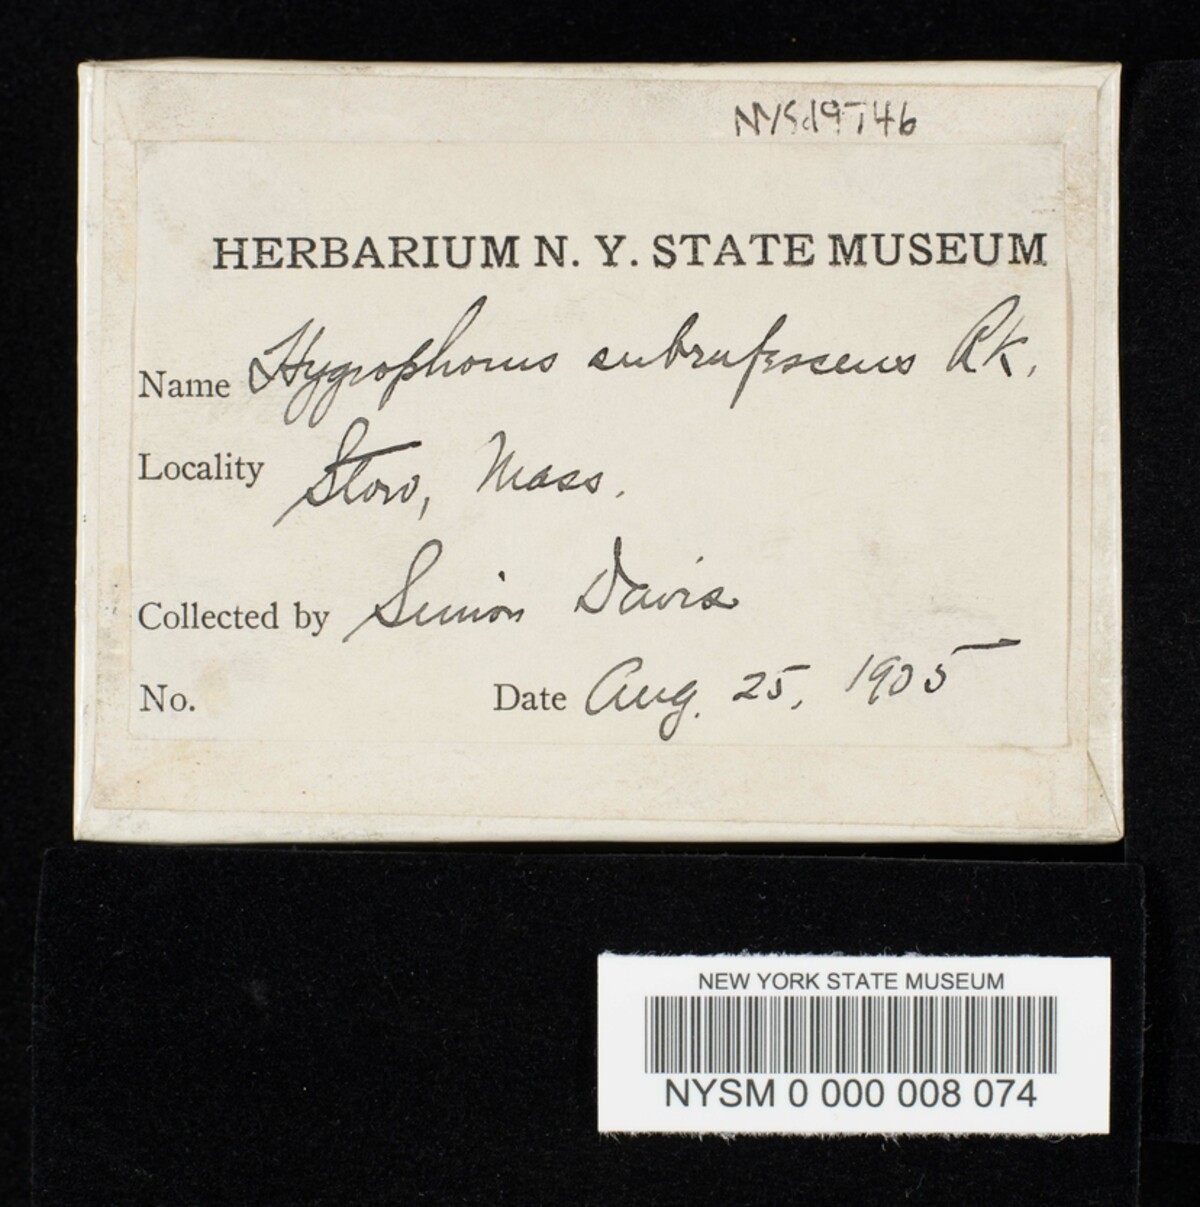 NYSd9746
HERBARIUM N. Y. STATE MUSEUM
Name Hygrophorus subrufescens Pk.
Locality Stow, Mass.
Collected by Simon Davis
No. Date Aug. 25, 1905
NEW YORK STATE MUSEUM
NYSM 0 000 008 074